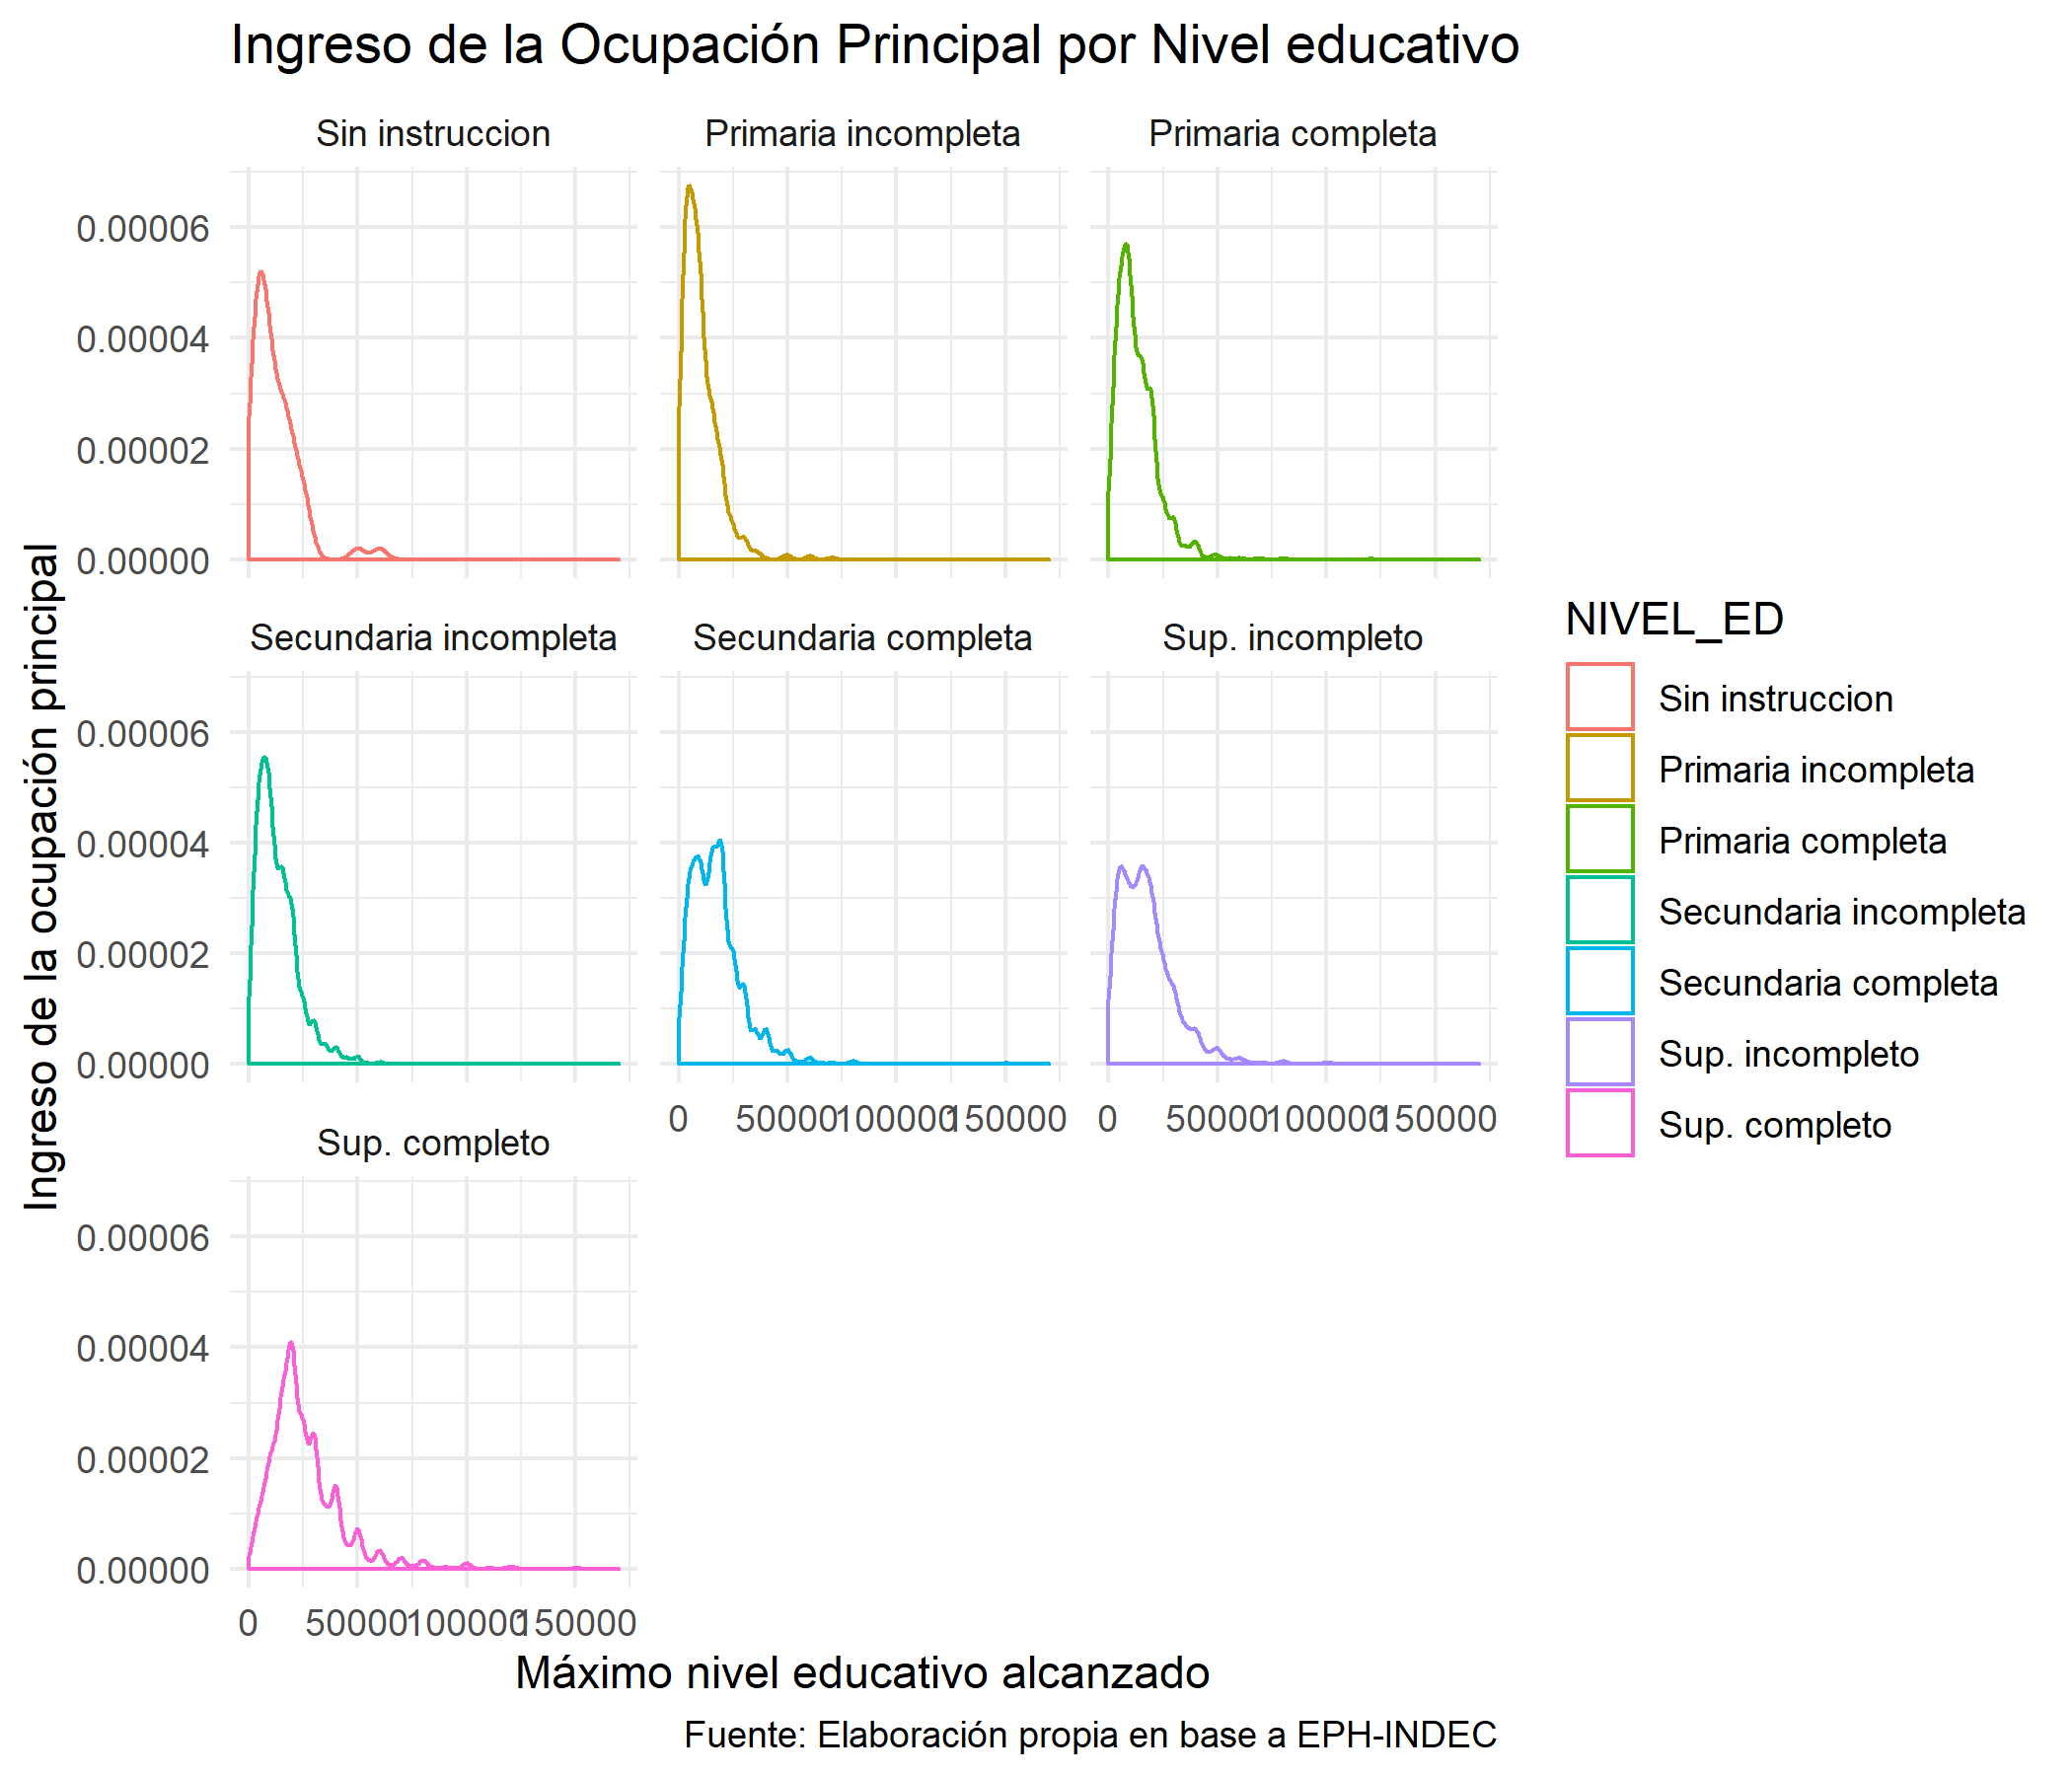 Ingreso de la Ocupación Principal por Nivel educativo
Sin instruccion
Primaria incompleta
Primaria completa
0.00006
0.00004
0.00002
0.00000
Secundaria incompleta
Secundaria completa
Sup. incompleto
0.00006
0.00004
0.00002
0.00000
0 50000 100000 150000
0 50000 100000 150000
Sup. completo
0.00006
0.00004
0.00002
0.00000
0 50000 100000 150000
Ingreso de la ocupación principal
Máximo nivel educativo alcanzado
Fuente: Elaboración propia en base a EPH-INDEC
NIVEL_ED
Sin instruccion
Primaria incompleta
Primaria completa
Secundaria incompleta
Secundaria completa
Sup. incompleto
Sup. completo